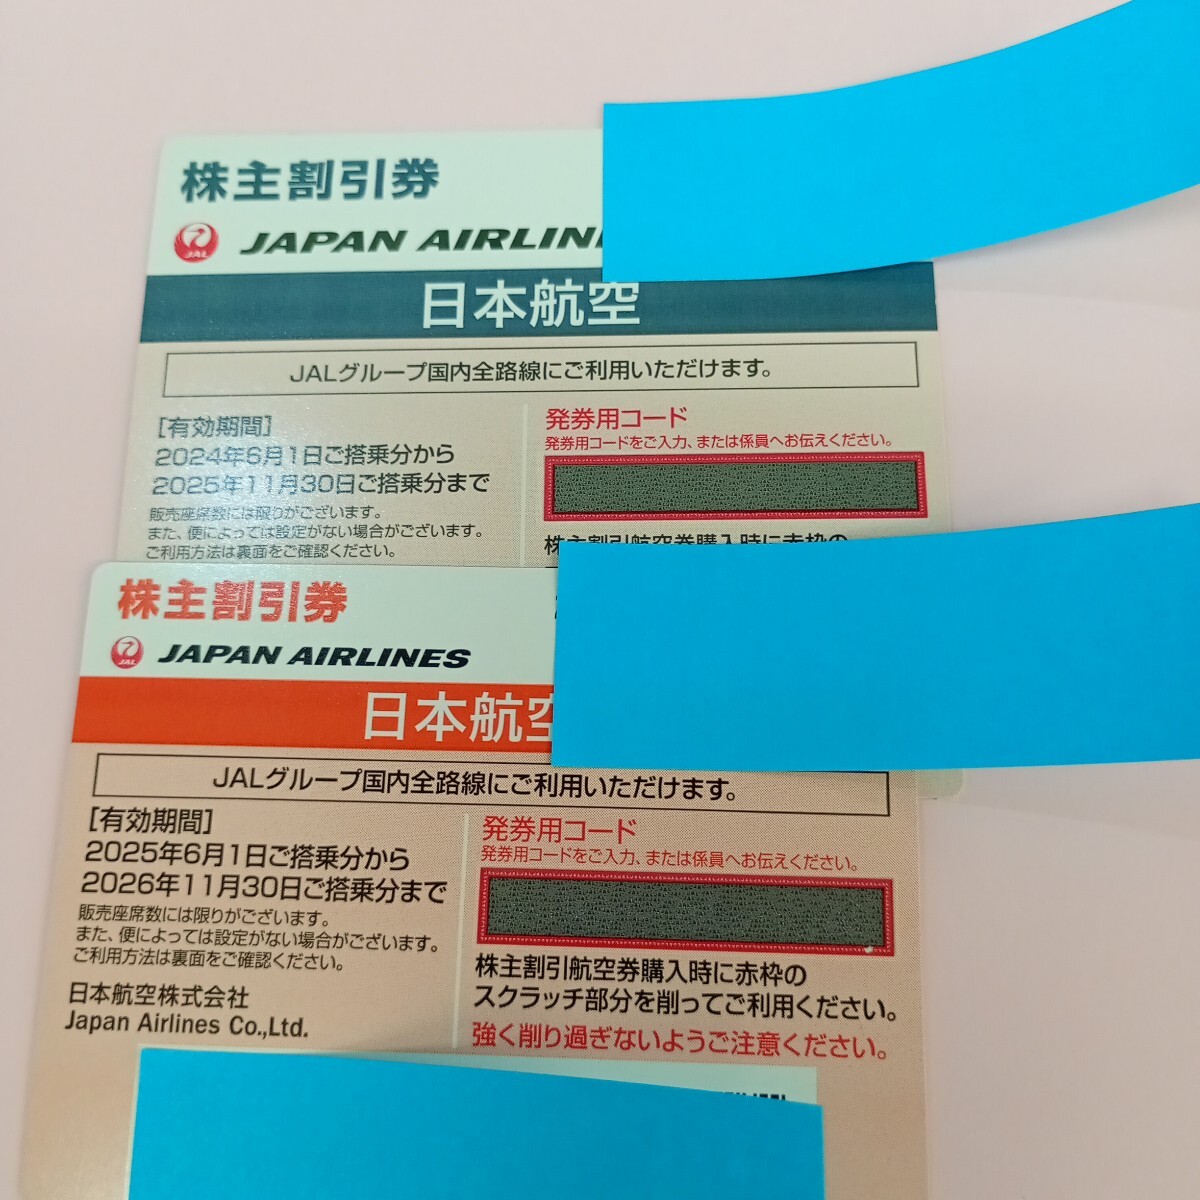 株主割引券
JAL
JAPAN AIRLIN
日本航空
JALグループ国内全路線にご利用いただけます。
[有効期間]
2024年6月1日ご搭乗分から
2025年11月30日ご搭乗分まで
販売座席数には限りがございます。
また、便によっては設定がない場合がございます。
ご利用方法は裏面をご確認ください。
発券用コード
発券用コードをご入力、または係員へお伝えください。
株主割引航空券購入時に赤枠の
株主割引券
JAL
JAPAN AIRLINES
日本航空
JALグループ国内全路線にご利用いただけます。
[有効期間]
2025年6月1日ご搭乗分から
2026年11月30日ご搭乗分まで
販売座席数には限りがございます。
また、便によっては設定がない場合がございます。
ご利用方法は裏面をご確認ください。
日本航空株式会社
Japan Airlines Co.,Ltd.
発券用コード
発券用コードをご入力、または係員へお伝えください。
株主割引航空券購入時に赤枠の
スクラッチ部分を削ってご利用ください。
強く削り過ぎないようご注意ください。